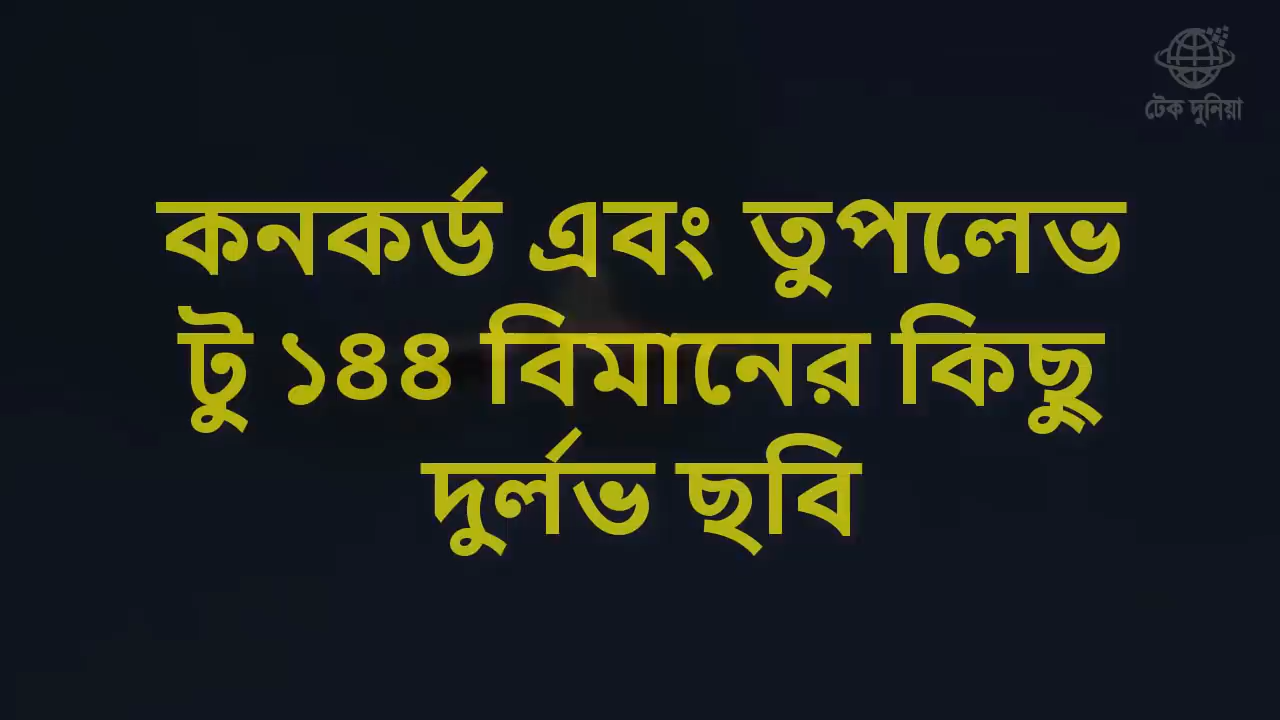 টেক দুনিয়া
কনকর্ড এবং তুপলেভ
টু ১৪৪ বিমানের কিছু
দুর্লভ ছবি